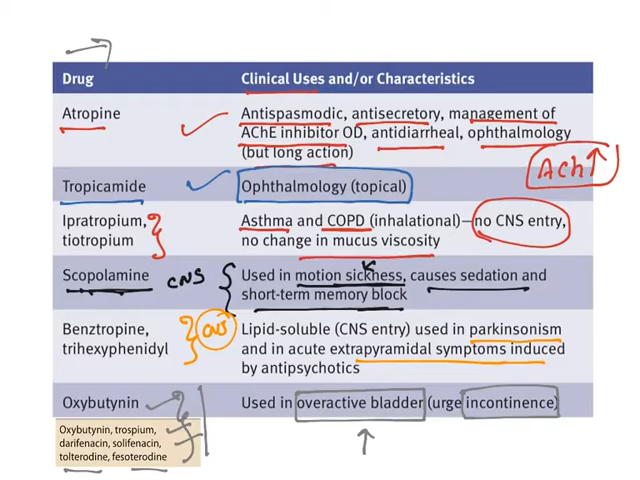 Drug Clinical Uses and/or Characteristics
Atropine Antispasmodic, antisecretory, management of
AChE inhibitor OD, antidiarrheal, ophthalmology
(but long action)
ACh↑
Tropicamide Ophthalmology (topical)
Ipratropium, Asthma and COPD (inhalational)—no CNS entry,
tiotropium no change in mucus viscosity
Scopolamine CNS Used in motion sickness, causes sedation and
short-term memory block
Benztropine, CNS Lipid-soluble (CNS entry) used in parkinsonism
trihexyphenidyl and in acute extrapyramidal symptoms induced
by antipsychotics
Oxybutynin Used in overactive bladder (urge incontinence)
Oxybutynin, trospium,
darifenacin, solifenacin,
tolterodine, fesoterodine